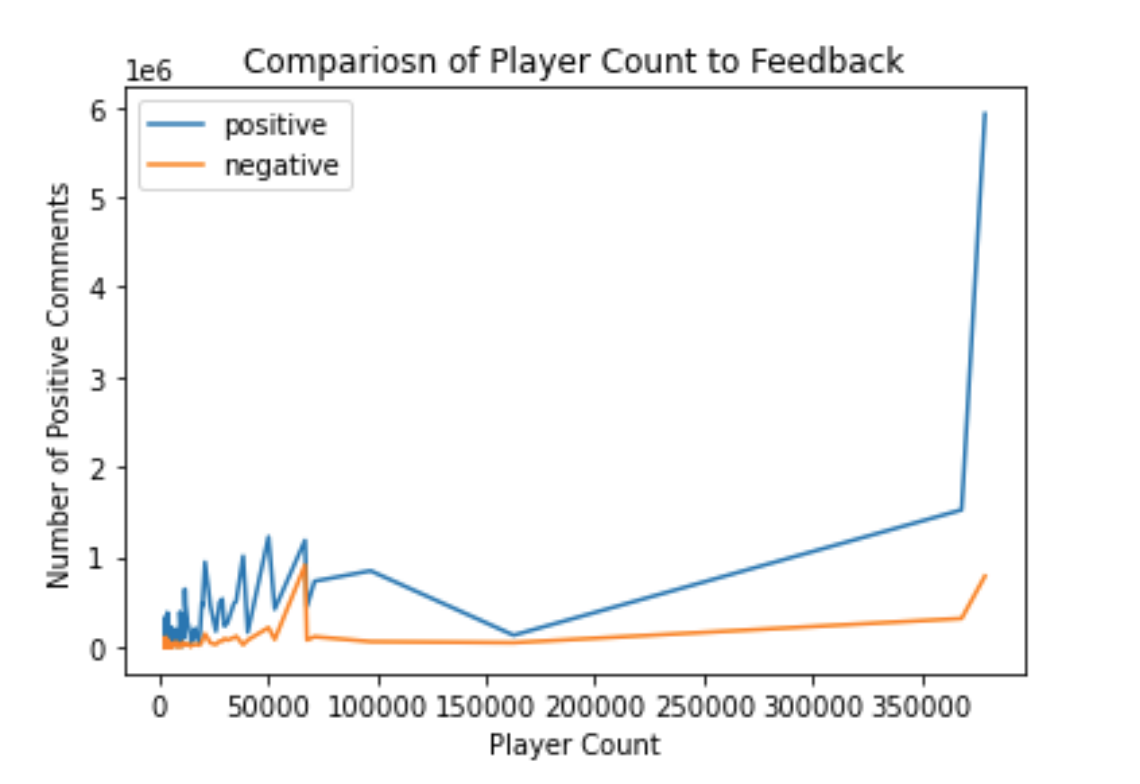 Compariosn of Player Count to Feedback
1e6
positive
negative
6
5
4
3
2
1
0
Number of Positive Comments
0 50000 100000 150000 200000 250000 300000 350000
Player Count